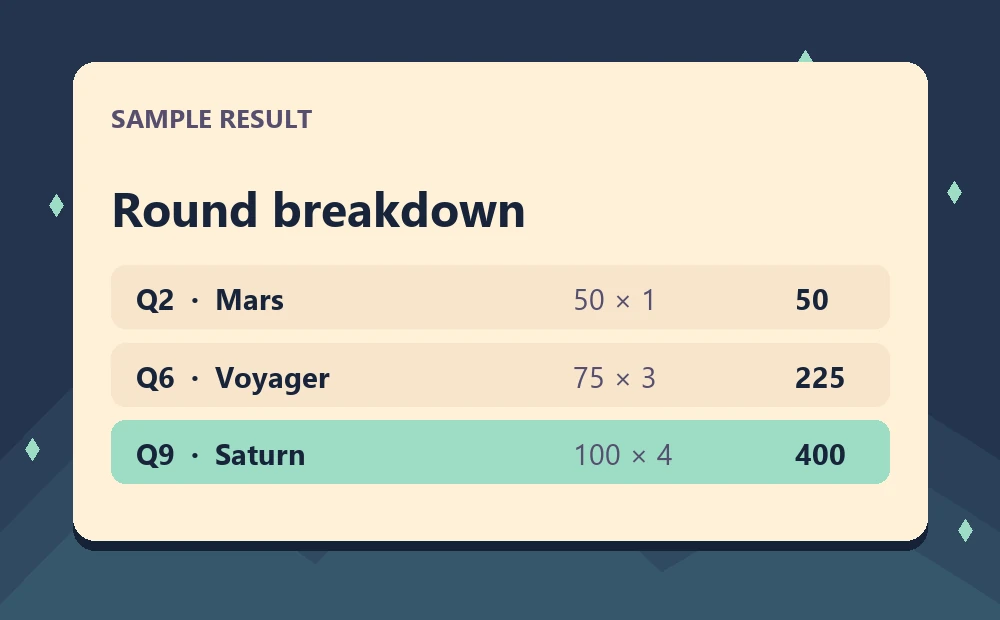 SAMPLE RESULT
Round breakdown
Q2 · Mars 50 × 1 50
Q6 · Voyager 75 × 3 225
Q9 · Saturn 100 × 4 400